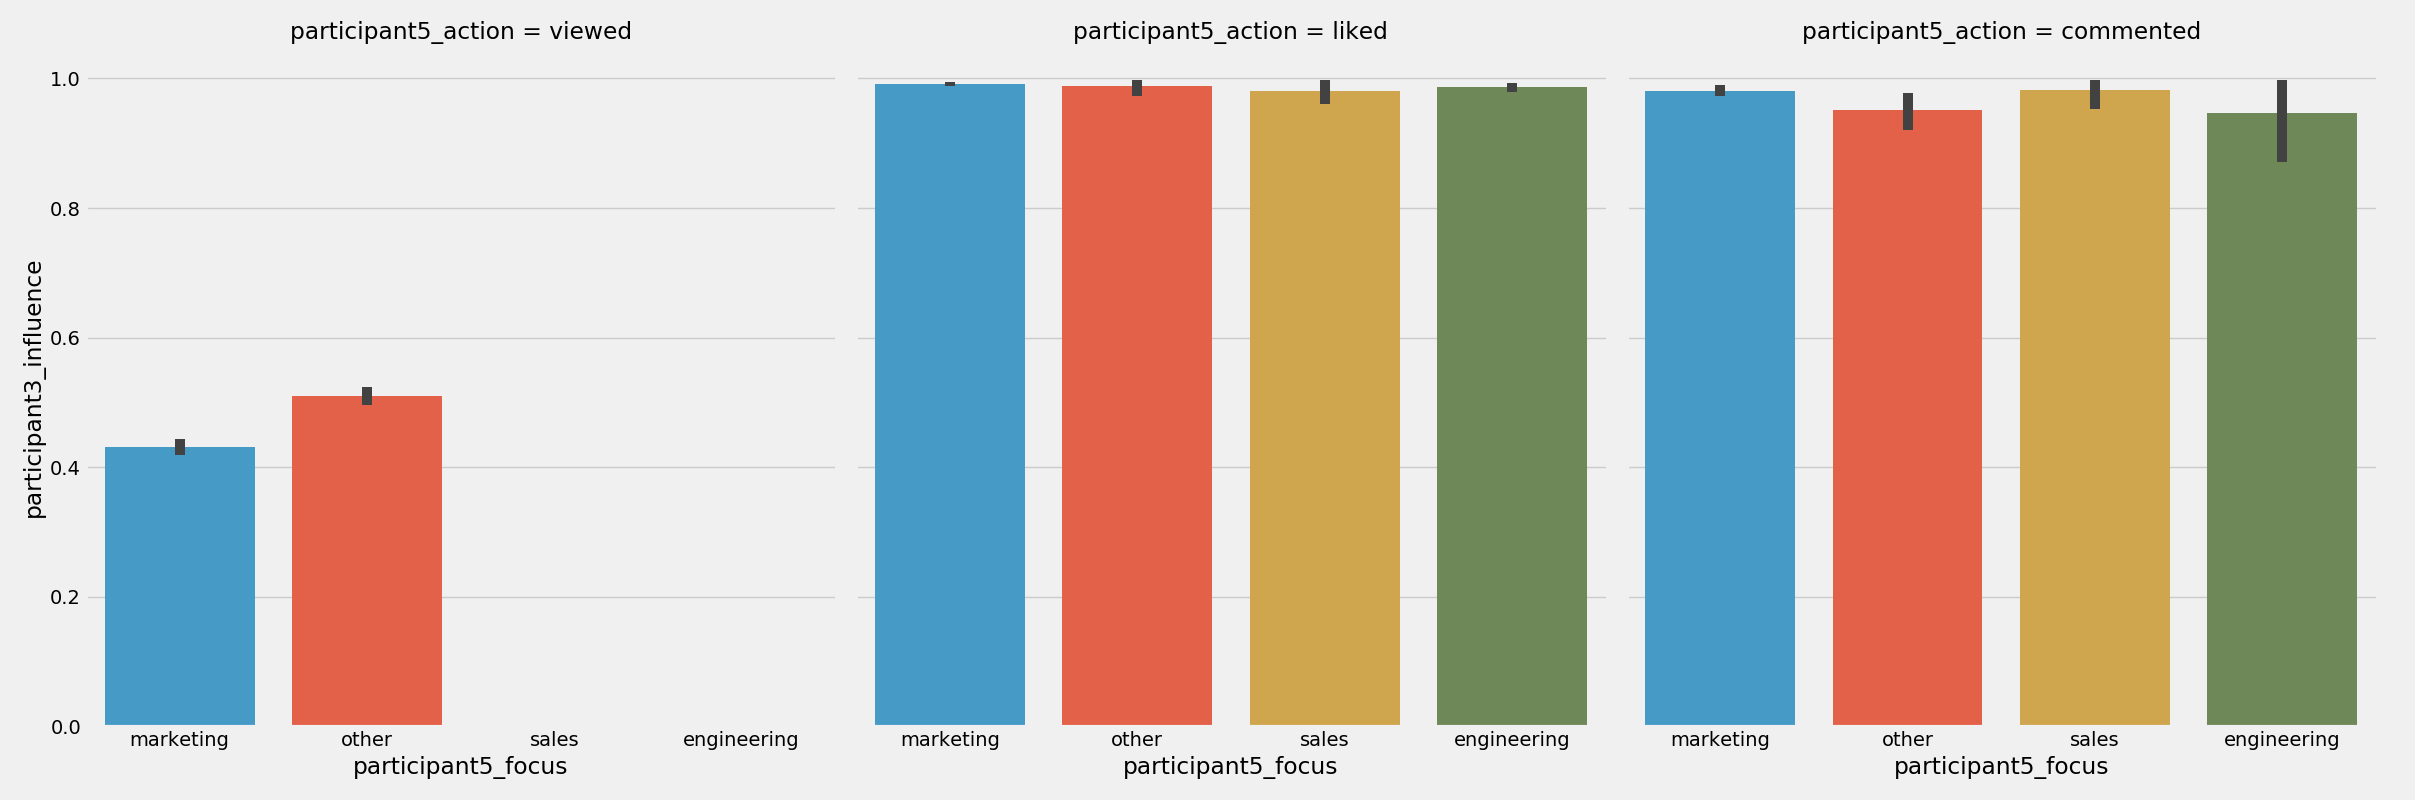 participant5_action = viewed
participant5_action = liked
participant5_action = commented
participant3_influence
1.0
0.8
0.6
0.4
0.2
0.0
marketing other sales engineering
marketing other sales engineering
marketing other sales engineering
participant5_focus
participant5_focus
participant5_focus